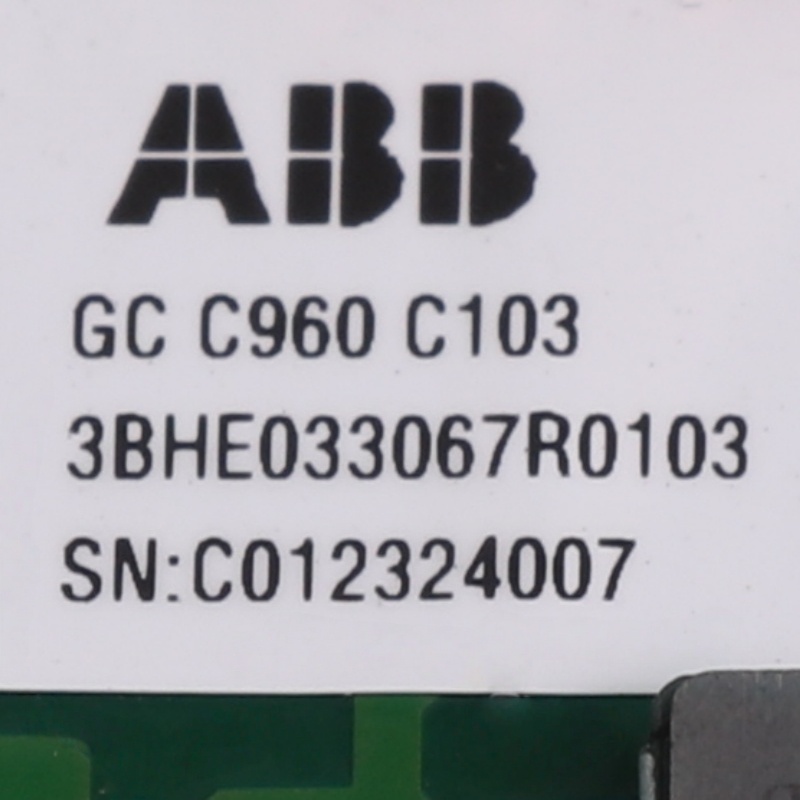 ABB
GC C960 C103
3BHE033067R0103
SN:C012324007